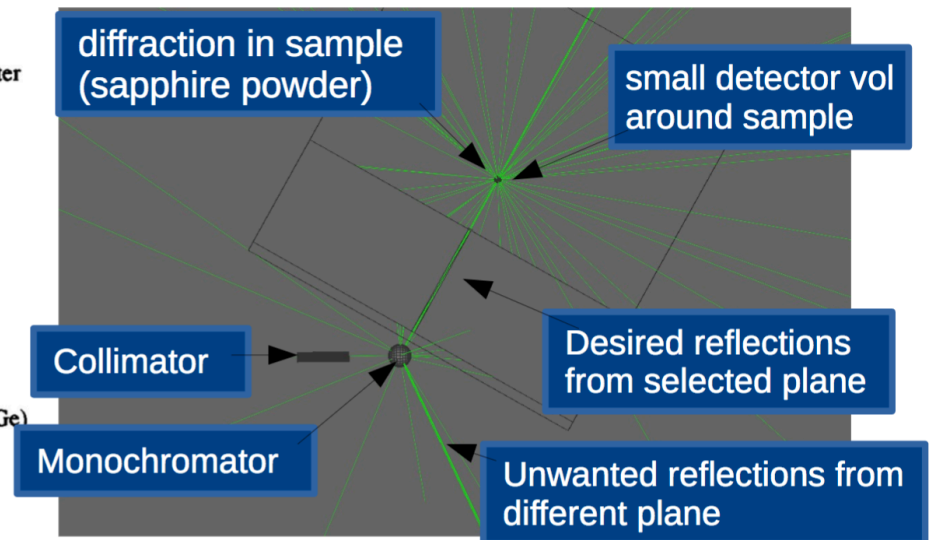 diffraction in sample
(sapphire powder)
small detector vol
around sample
Collimator
Desired reflections
from selected plane
Monochromator
Unwanted reflections from
different plane